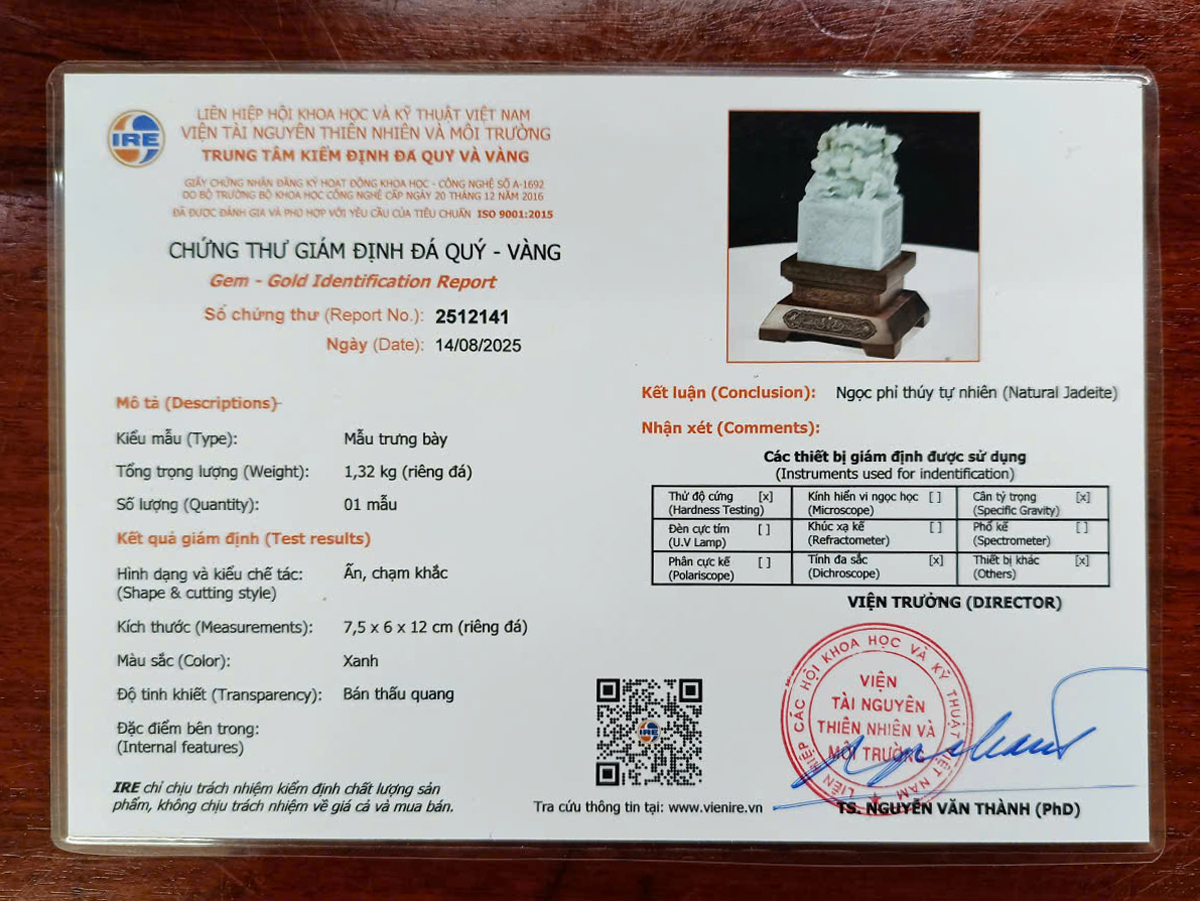 IRE
LIÊN HIỆP HỘI KHOA HỌC VÀ KỸ THUẬT VIỆT NAM
VIỆN TÀI NGUYÊN THIÊN NHIÊN VÀ MÔI TRƯỜNG
TRUNG TÂM KIỂM ĐỊNH ĐÁ QUÝ VÀ VÀNG
GIẤY CHỨNG NHẬN ĐĂNG KÝ HOẠT ĐỘNG KHOA HỌC - CÔNG NGHỆ SỐ A-1692
DO BỘ TRƯỞNG BỘ KHOA HỌC CÔNG NGHỆ CẤP NGÀY 20 THÁNG 12 NĂM 2016
ĐÃ ĐƯỢC ĐÁNH GIÁ VÀ PHÙ HỢP VỚI YÊU CẦU CỦA TIÊU CHUẨN ISO 9001:2015
CHỨNG THƯ GIÁM ĐỊNH ĐÁ QUÝ - VÀNG
Gem - Gold Identification Report
Số chứng thư (Report No.): 2512141
Ngày (Date): 14/08/2025
Mô tả (Descriptions)
Kiểu mẫu (Type): Mẫu trưng bày
Tổng trọng lượng (Weight): 1,32 kg (riêng đá)
Số lượng (Quantity): 01 mẫu
Kết quả giám định (Test results)
Hình dạng và kiểu chế tác: Ấn, chạm khắc
(Shape & cutting style)
Kích thước (Measurements): 7,5 x 6 x 12 cm (riêng đá)
Màu sắc (Color): Xanh
Độ tinh khiết (Transparency): Bán thấu quang
Đặc điểm bên trong:
(Internal features)
IRE chỉ chịu trách nhiệm kiểm định chất lượng sản
phẩm, không chịu trách nhiệm về giá cả và mua bán.
Kết luận (Conclusion): Ngọc phỉ thúy tự nhiên (Natural Jadeite)
Nhận xét (Comments):
Các thiết bị giám định được sử dụng
(Instruments used for indentification)
Thử độ cứng [x] Kính hiển vi ngọc học [ ] Cân tỷ trọng [x]
(Hardness Testing) (Microscope) (Specific Gravity)
Đèn cực tím [ ] Khúc xạ kế [ ] Phổ kế [ ]
(U.V Lamp) (Refractometer) (Spectrometer)
Phân cực kế [ ] Tính đa sắc [x] Thiết bị khác [x]
(Polariscope) (Dichroscope) (Others)
VIỆN TRƯỞNG (DIRECTOR)
LIÊN HIỆP CÁC HỘI KHOA HỌC VÀ KỸ THUẬT VIỆT NAM
VIỆN
TÀI NGUYÊN
THIÊN NHIÊN VÀ
MÔI TRƯỜNG
IRE
Tra cứu thông tin tại: www.vienire.vn
TS. NGUYỄN VĂN THÀNH (PhD)